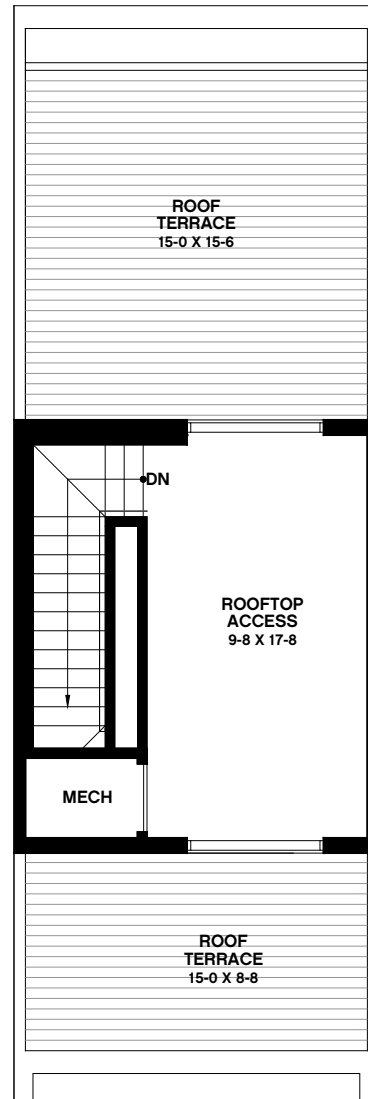 ROOF
TERRACE
15-0 X 15-6
DN
ROOFTOP
ACCESS
9-8 X 17-8
MECH
ROOF
TERRACE
15-0 X 8-8